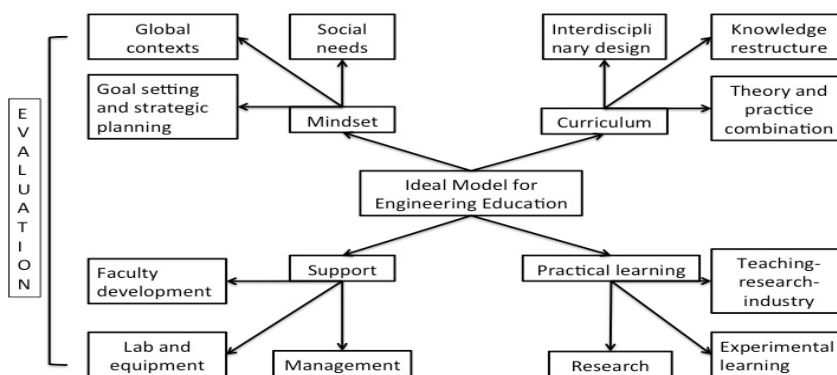 Global
contexts
Social
needs
Interdiscipli
nary design
Knowledge
restructure
Goal setting
and strategic
planning
Mindset
Curriculum
Theory and
practice
combination
EVALUATION
Ideal Model for
Engineering Education
Faculty
development
Support
Practical learning
Teaching-
research-
industry
Lab and
equipment
Management
Research
Experimental
learning